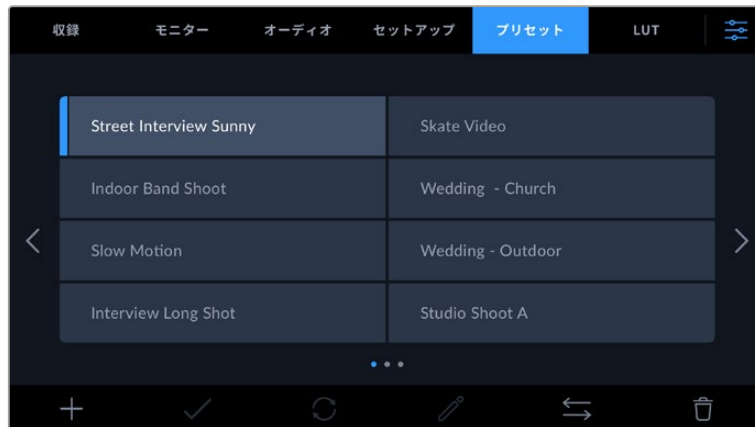 収録 モニター オーディオ セットアップ プリセット LUT
Street Interview Sunny
Skate Video
Indoor Band Shoot
Wedding - Church
Slow Motion
Wedding - Outdoor
Interview Long Shot
Studio Shoot A